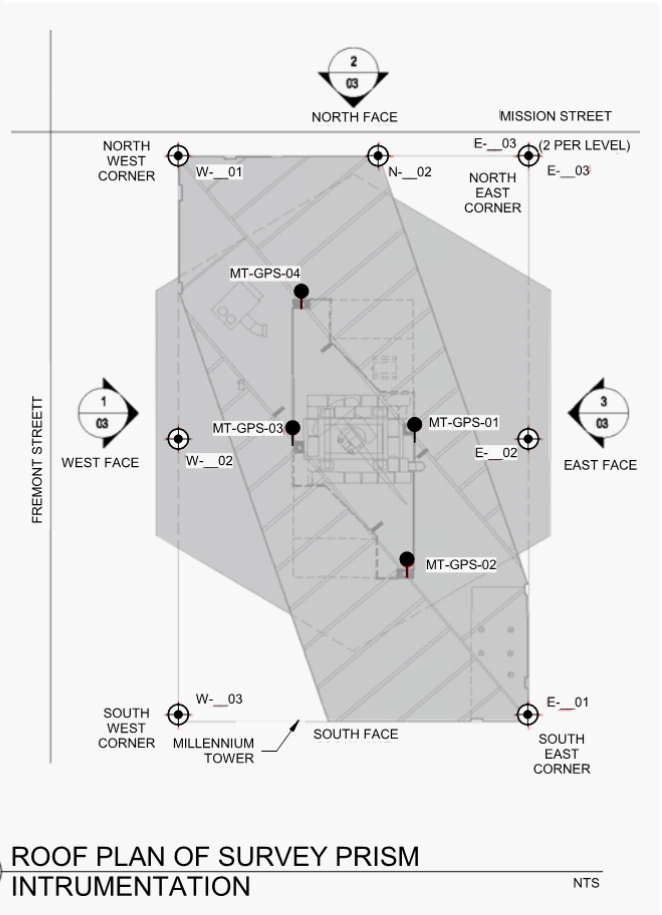 2
03
NORTH FACE
MISSION STREET
NORTH
WEST
CORNER
W-__01
N-__02
E-__03
(2 PER LEVEL)
E-__03
NORTH
EAST
CORNER
MT-GPS-04
1
03
WEST FACE
MT-GPS-03
MT-GPS-01
3
03
EAST FACE
W-__02
E-__02
FREMONT STREETT
MT-GPS-02
W-__03
E-__01
SOUTH
WEST
CORNER
MILLENNIUM
TOWER
SOUTH FACE
SOUTH
EAST
CORNER
ROOF PLAN OF SURVEY PRISM
INTRUMENTATION
NTS